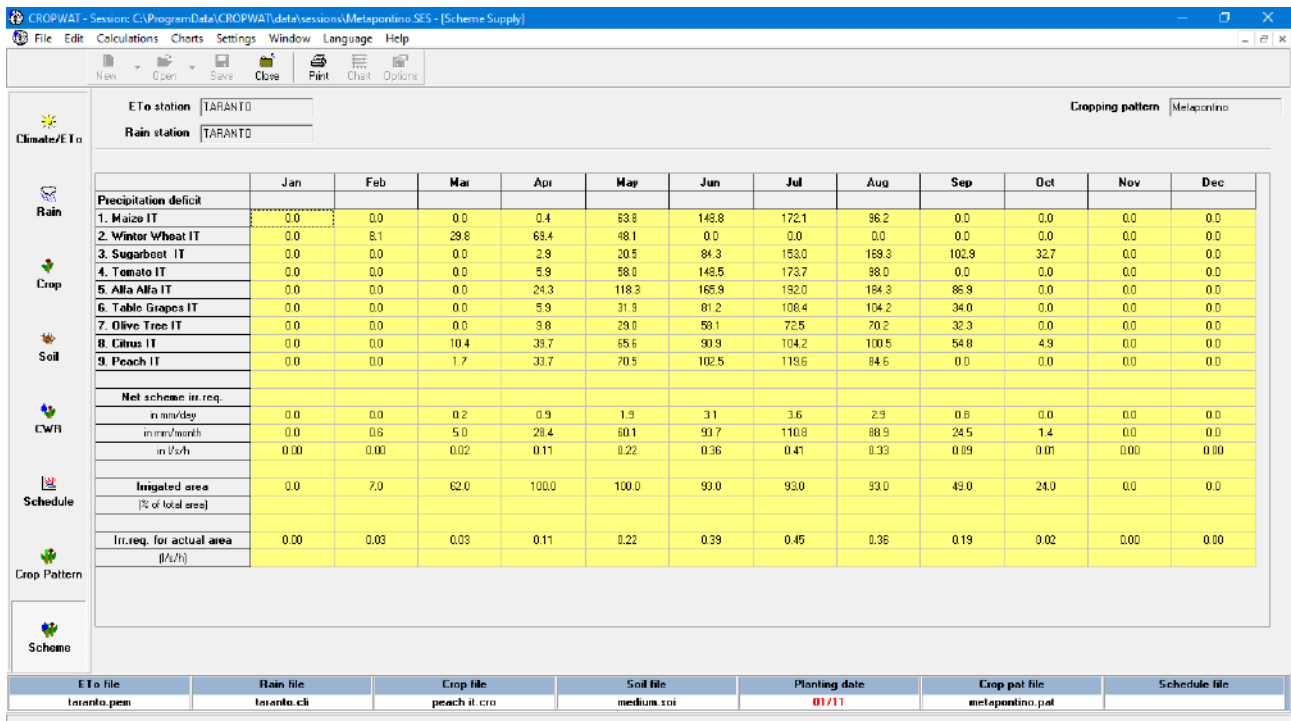 CROPWAT - Session: C:\ProgramData\CROPWAT\data\sessions\Metapontino.SES - [Scheme Supply]
File Edit Calculations Charts Settings Window Language Help
New Open Save Close Print Chart Options
ETo station TARANTO Cropping pattern Metapontino
Rain station TARANTO
Climate/ETo
Rain
Crop
Soil
CWR
Schedule
Crop Pattern
Scheme
Jan Feb Mar Apr May Jun Jul Aug Sep Oct Nov Dec
Precipitation deficit
1. Maize IT 0.0 0.0 0.0 0.4 63.8 148.8 172.1 96.2 0.0 0.0 0.0 0.0
2. Winter Wheat IT 0.0 8.1 29.8 69.4 48.1 0.0 0.0 0.0 0.0 0.0 0.0 0.0
3. Sugarbeet IT 0.0 0.0 0.0 2.9 20.5 84.3 153.0 169.3 102.9 32.7 0.0 0.0
4. Tomato IT 0.0 0.0 0.0 5.9 58.0 148.5 173.7 98.0 0.0 0.0 0.0 0.0
5. Alfa Alfa IT 0.0 0.0 0.0 24.3 118.3 165.9 192.0 184.3 86.9 0.0 0.0 0.0
6. Table Grapes IT 0.0 0.0 0.0 5.9 31.9 81.2 108.4 104.2 34.0 0.0 0.0 0.0
7. Olive Tree IT 0.0 0.0 0.0 9.8 29.0 58.1 72.5 70.2 32.3 0.0 0.0 0.0
8. Citrus IT 0.0 0.0 10.4 39.7 65.6 90.9 104.2 100.5 54.8 4.9 0.0 0.0
9. Peach IT 0.0 0.0 1.7 33.7 70.5 102.5 119.6 84.6 0.0 0.0 0.0 0.0
Net scheme irr.req.
in mm/day 0.0 0.0 0.2 0.9 1.9 3.1 3.6 2.9 0.8 0.0 0.0 0.0
in mm/month 0.0 0.6 5.0 28.4 60.1 93.7 110.8 88.9 24.5 1.4 0.0 0.0
in l/s/h 0.00 0.00 0.02 0.11 0.22 0.36 0.41 0.33 0.09 0.01 0.00 0.00
Irrigated area 0.0 7.0 62.0 100.0 100.0 93.0 93.0 93.0 49.0 24.0 0.0 0.0
(% of total area)
Irr.req. for actual area 0.00 0.03 0.03 0.11 0.22 0.39 0.45 0.36 0.19 0.02 0.00 0.00
(l/s/h)
ETo file Rain file Crop file Soil file Planting date Crop pat file Schedule file
taranto.pem taranto.cli peach it.cro medium.soi 01/11 metapontino.pat